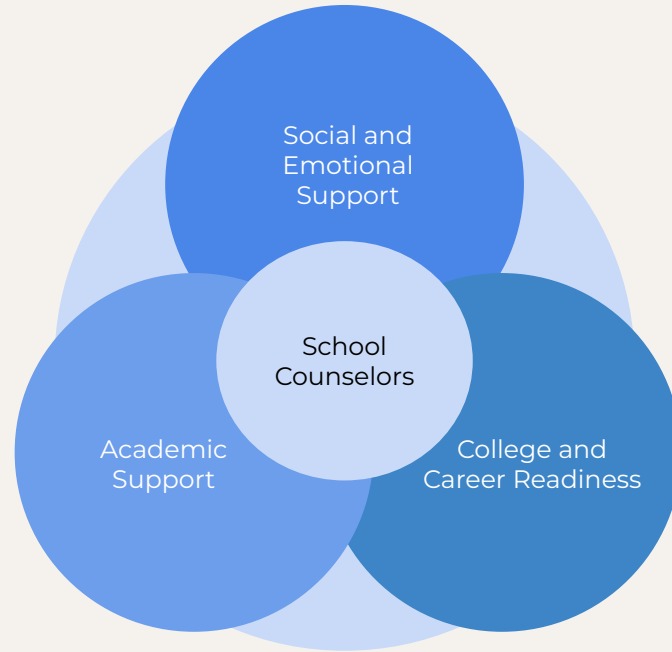 Social and
Emotional
Support
School
Counselors
Academic
Support
College and
Career Readiness